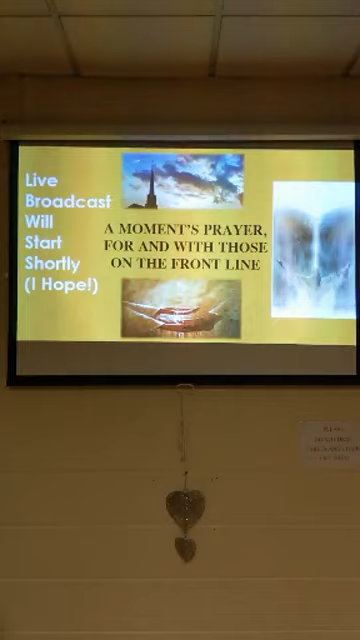 Live
Broadcast
Will
Start
Shortly
(I Hope!)
A MOMENT'S PRAYER,
FOR AND WITH THOSE
ON THE FRONT LINE